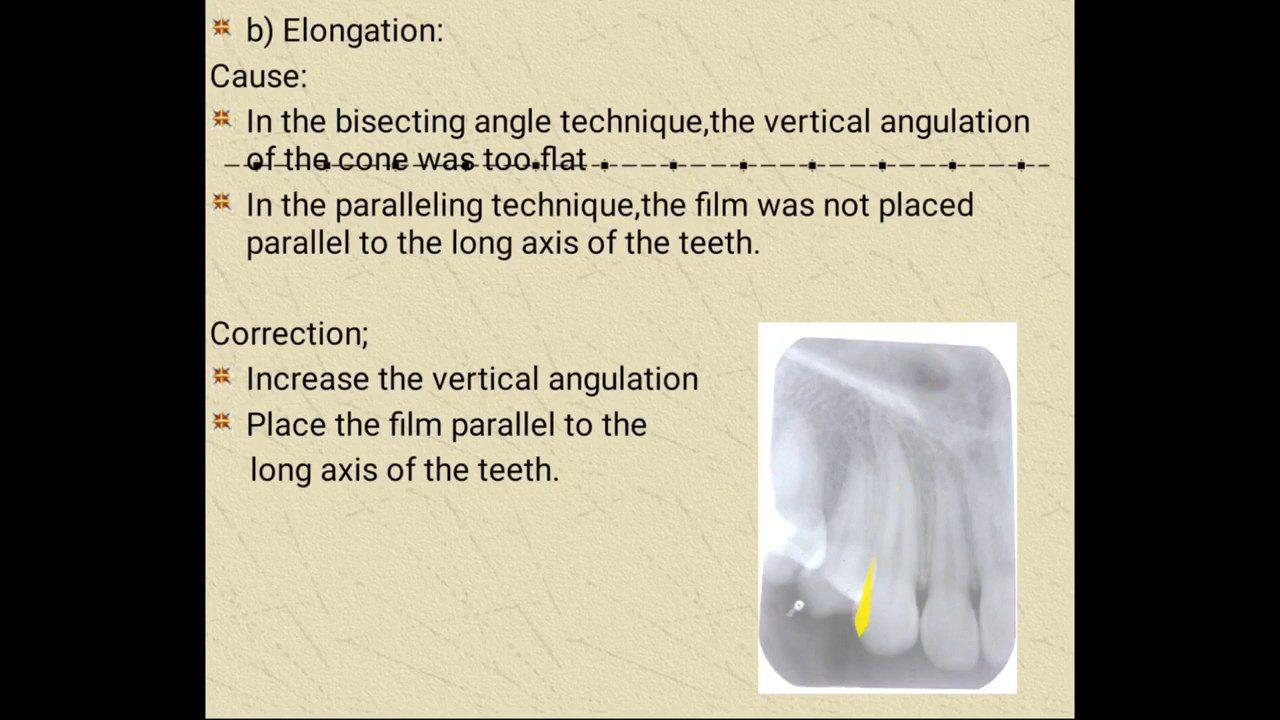 b) Elongation:
Cause:
In the bisecting angle technique,the vertical angulation
of the cone was too flat
In the paralleling technique,the film was not placed
parallel to the long axis of the teeth.
Correction;
Increase the vertical angulation
Place the film parallel to the
long axis of the teeth.